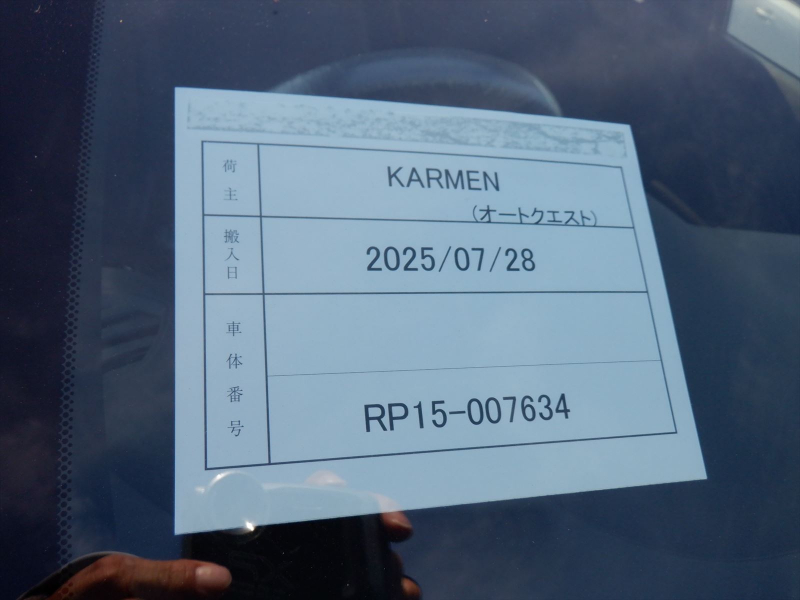 荷主
KARMEN
(オートクエスト)
搬入日
2025/07/28
車体番号
RP15-007634